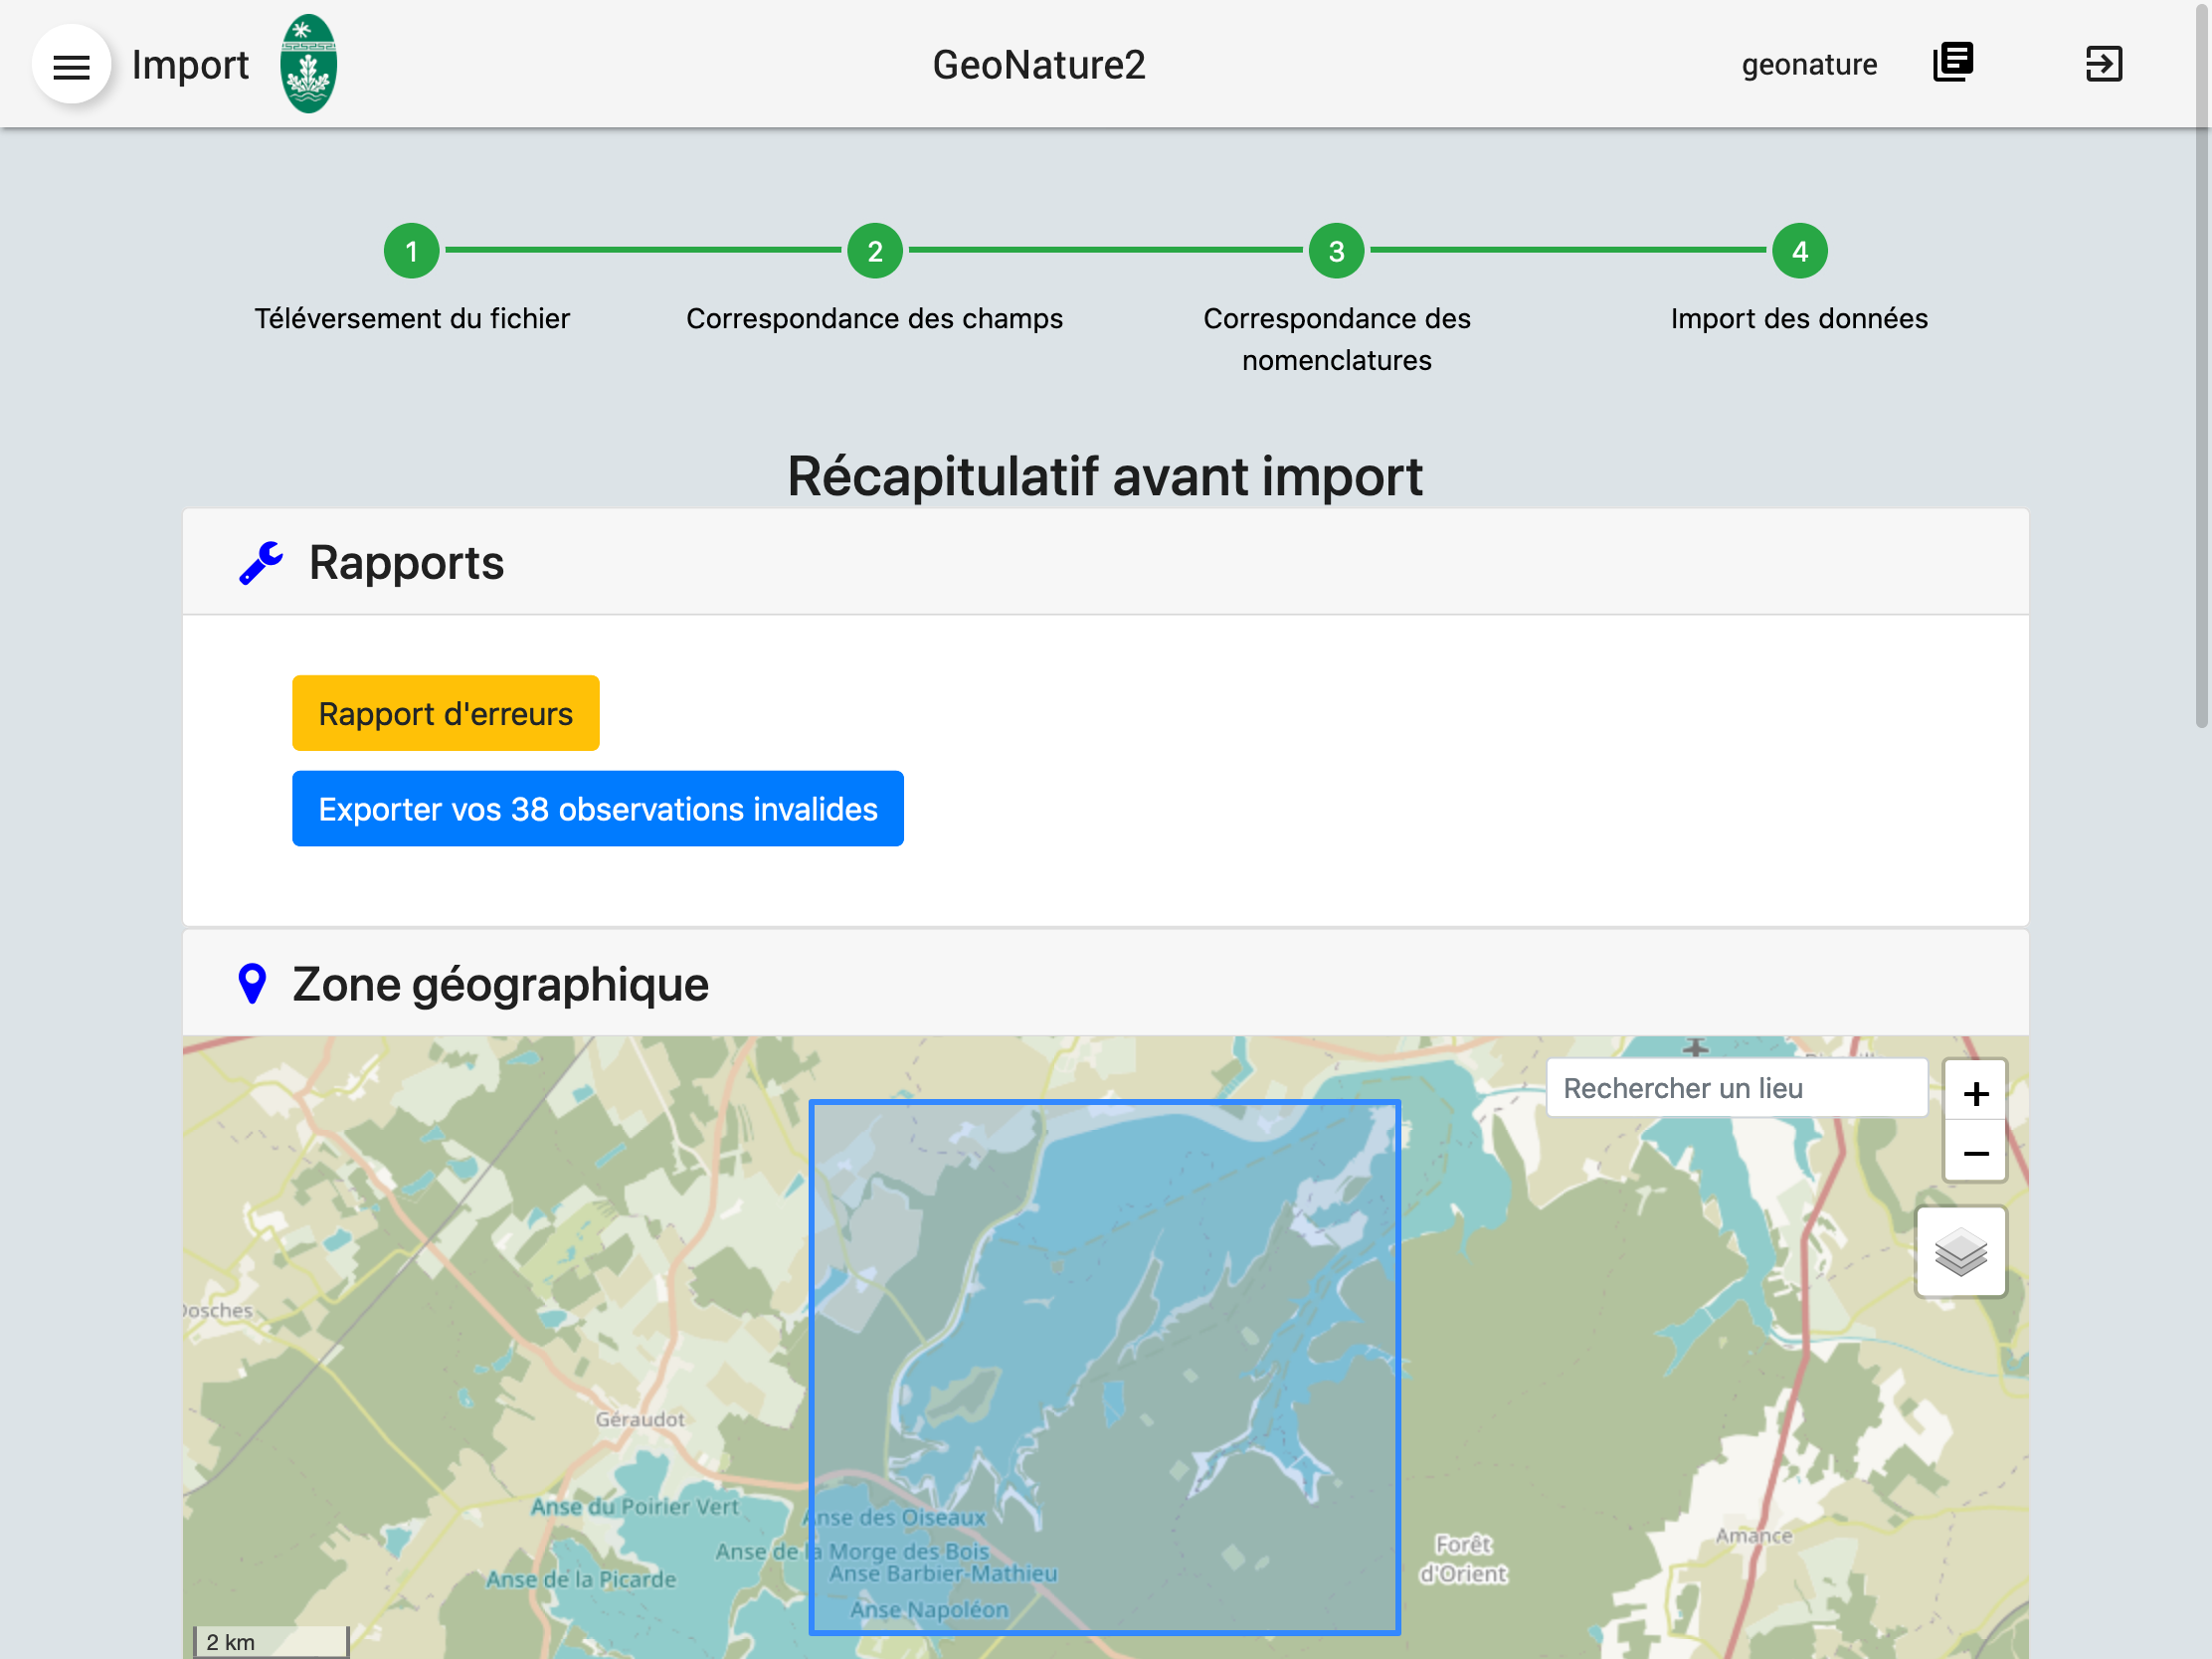 Import
GeoNature2
geonature
1
2
3
4
Téléversement du fichier
Correspondance des champs
Correspondance des
nomenclatures
Import des données
Récapitulatif avant import
Rapports
Rapport d'erreurs
Exporter vos 38 observations invalides
Zone géographique
Rechercher un lieu
+
−
Dosches
Géraudot
Anse du Poirier Vert
Anse des Oiseaux
Anse de la Morge des Bois
Anse Barbier-Mathieu
Anse de la Picarde
Anse Napoléon
Forêt
d'Orient
Amance
2 km